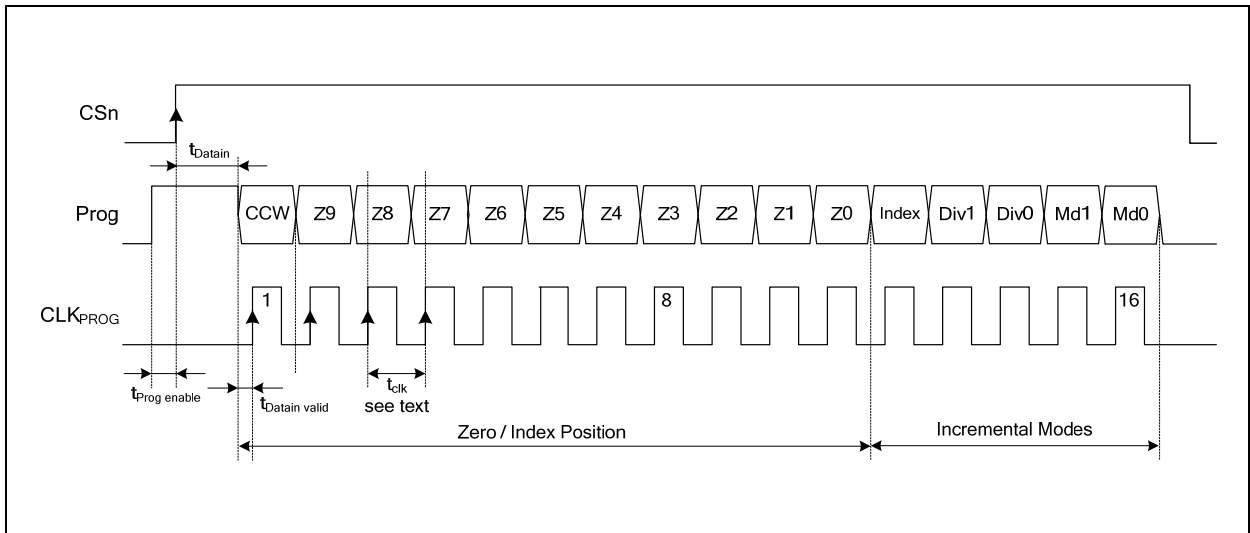 CSn
tDatain
Prog
CCW Z9 Z8 Z7 Z6 Z5 Z4 Z3 Z2 Z1 Z0 Index Div1 Div0 Md1 Md0
CLKPROG
1 8 16
tProg enable
tDatain valid
tclk
see text
Zero / Index Position
Incremental Modes